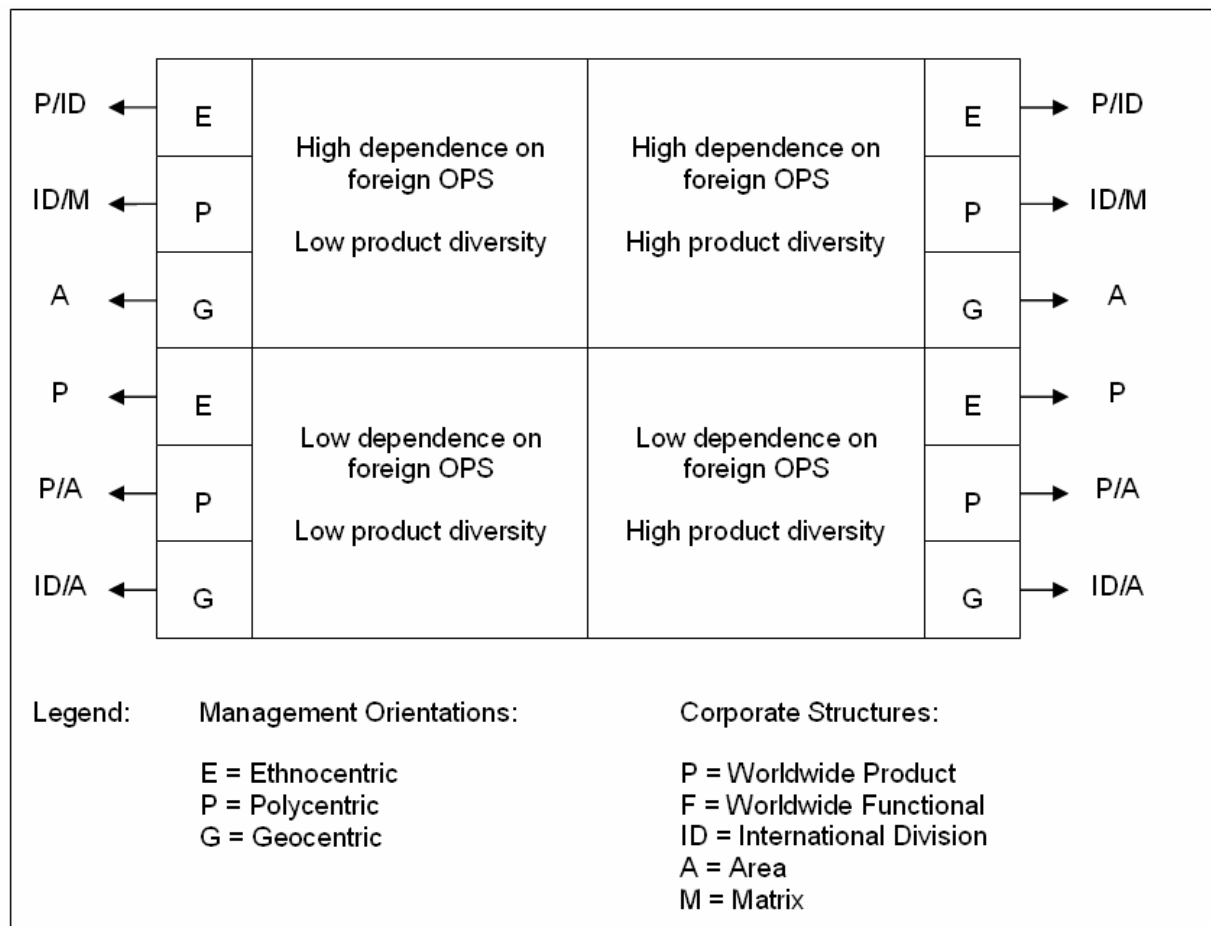 P/ID E High dependence on High dependence on E P/ID
foreign OPS foreign OPS
ID/M P Low product diversity High product diversity P ID/M
A G G A
P E E P
Low dependence on Low dependence on
foreign OPS foreign OPS
P/A P P P/A
Low product diversity High product diversity
ID/A G G ID/A
Legend: Management Orientations: Corporate Structures:
E = Ethnocentric P = Worldwide Product
P = Polycentric F = Worldwide Functional
G = Geocentric ID = International Division
A = Area
M = Matrix